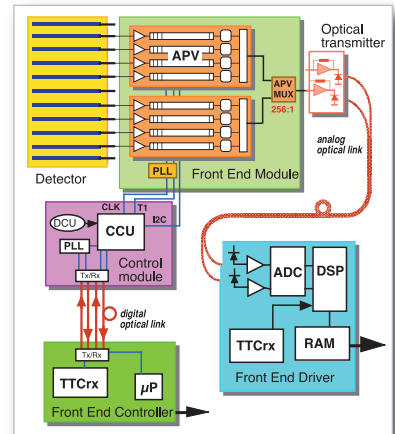 Optical
transmitter
APV
APV
MUX
256:1
analog
optical link
PLL
Front End Module
Detector
CLK
T1
I2C
DCU
CCU
PLL
Control
module
Tx/Rx
digital
optical link
ADC
DSP
TTCrx
RAM
Front End Driver
Tx/Rx
TTCrx
µP
Front End Controller